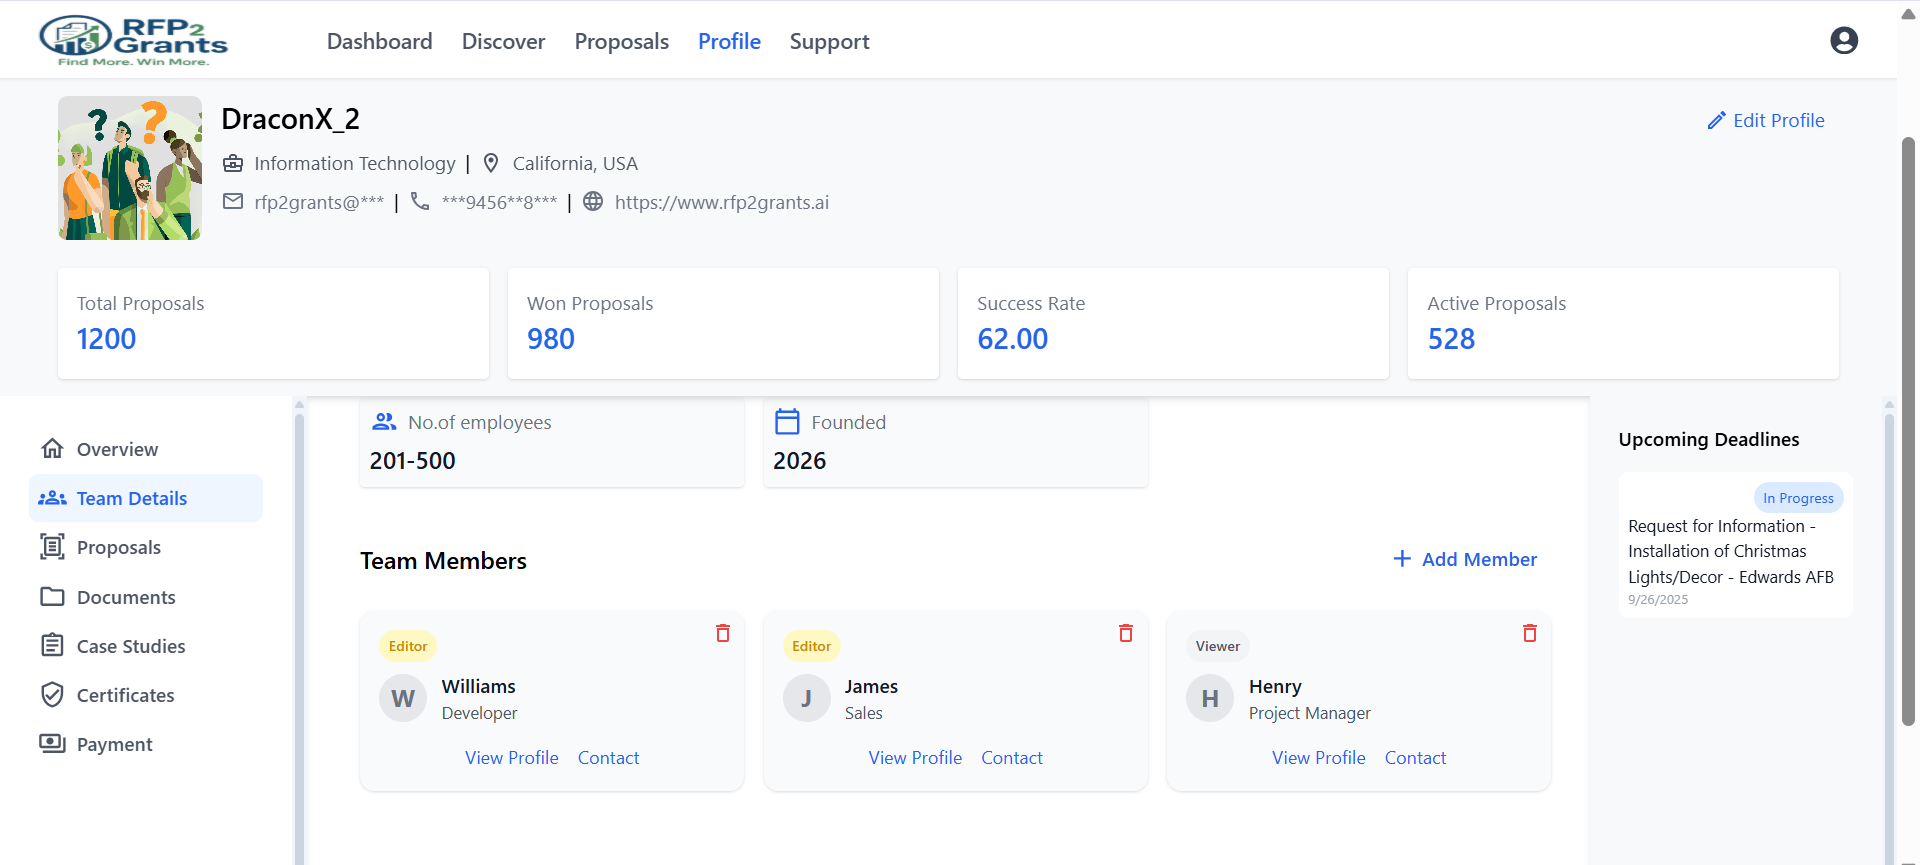 RFP2
Grants
Find More. Win More.
Dashboard Discover Proposals Profile Support
DraconX_2
Edit Profile
Information Technology | California, USA
rfp2grants@*** | ***9456**8*** | https://www.rfp2grants.ai
Total Proposals
1200
Won Proposals
980
Success Rate
62.00
Active Proposals
528
Overview
Team Details
Proposals
Documents
Case Studies
Certificates
Payment
No.of employees
201-500
Founded
2026
Team Members
Add Member
Editor
W
Williams
Developer
View Profile Contact
Editor
J
James
Sales
View Profile Contact
Viewer
H
Henry
Project Manager
View Profile Contact
Upcoming Deadlines
In Progress
Request for Information -
Installation of Christmas
Lights/Decor - Edwards AFB
9/26/2025